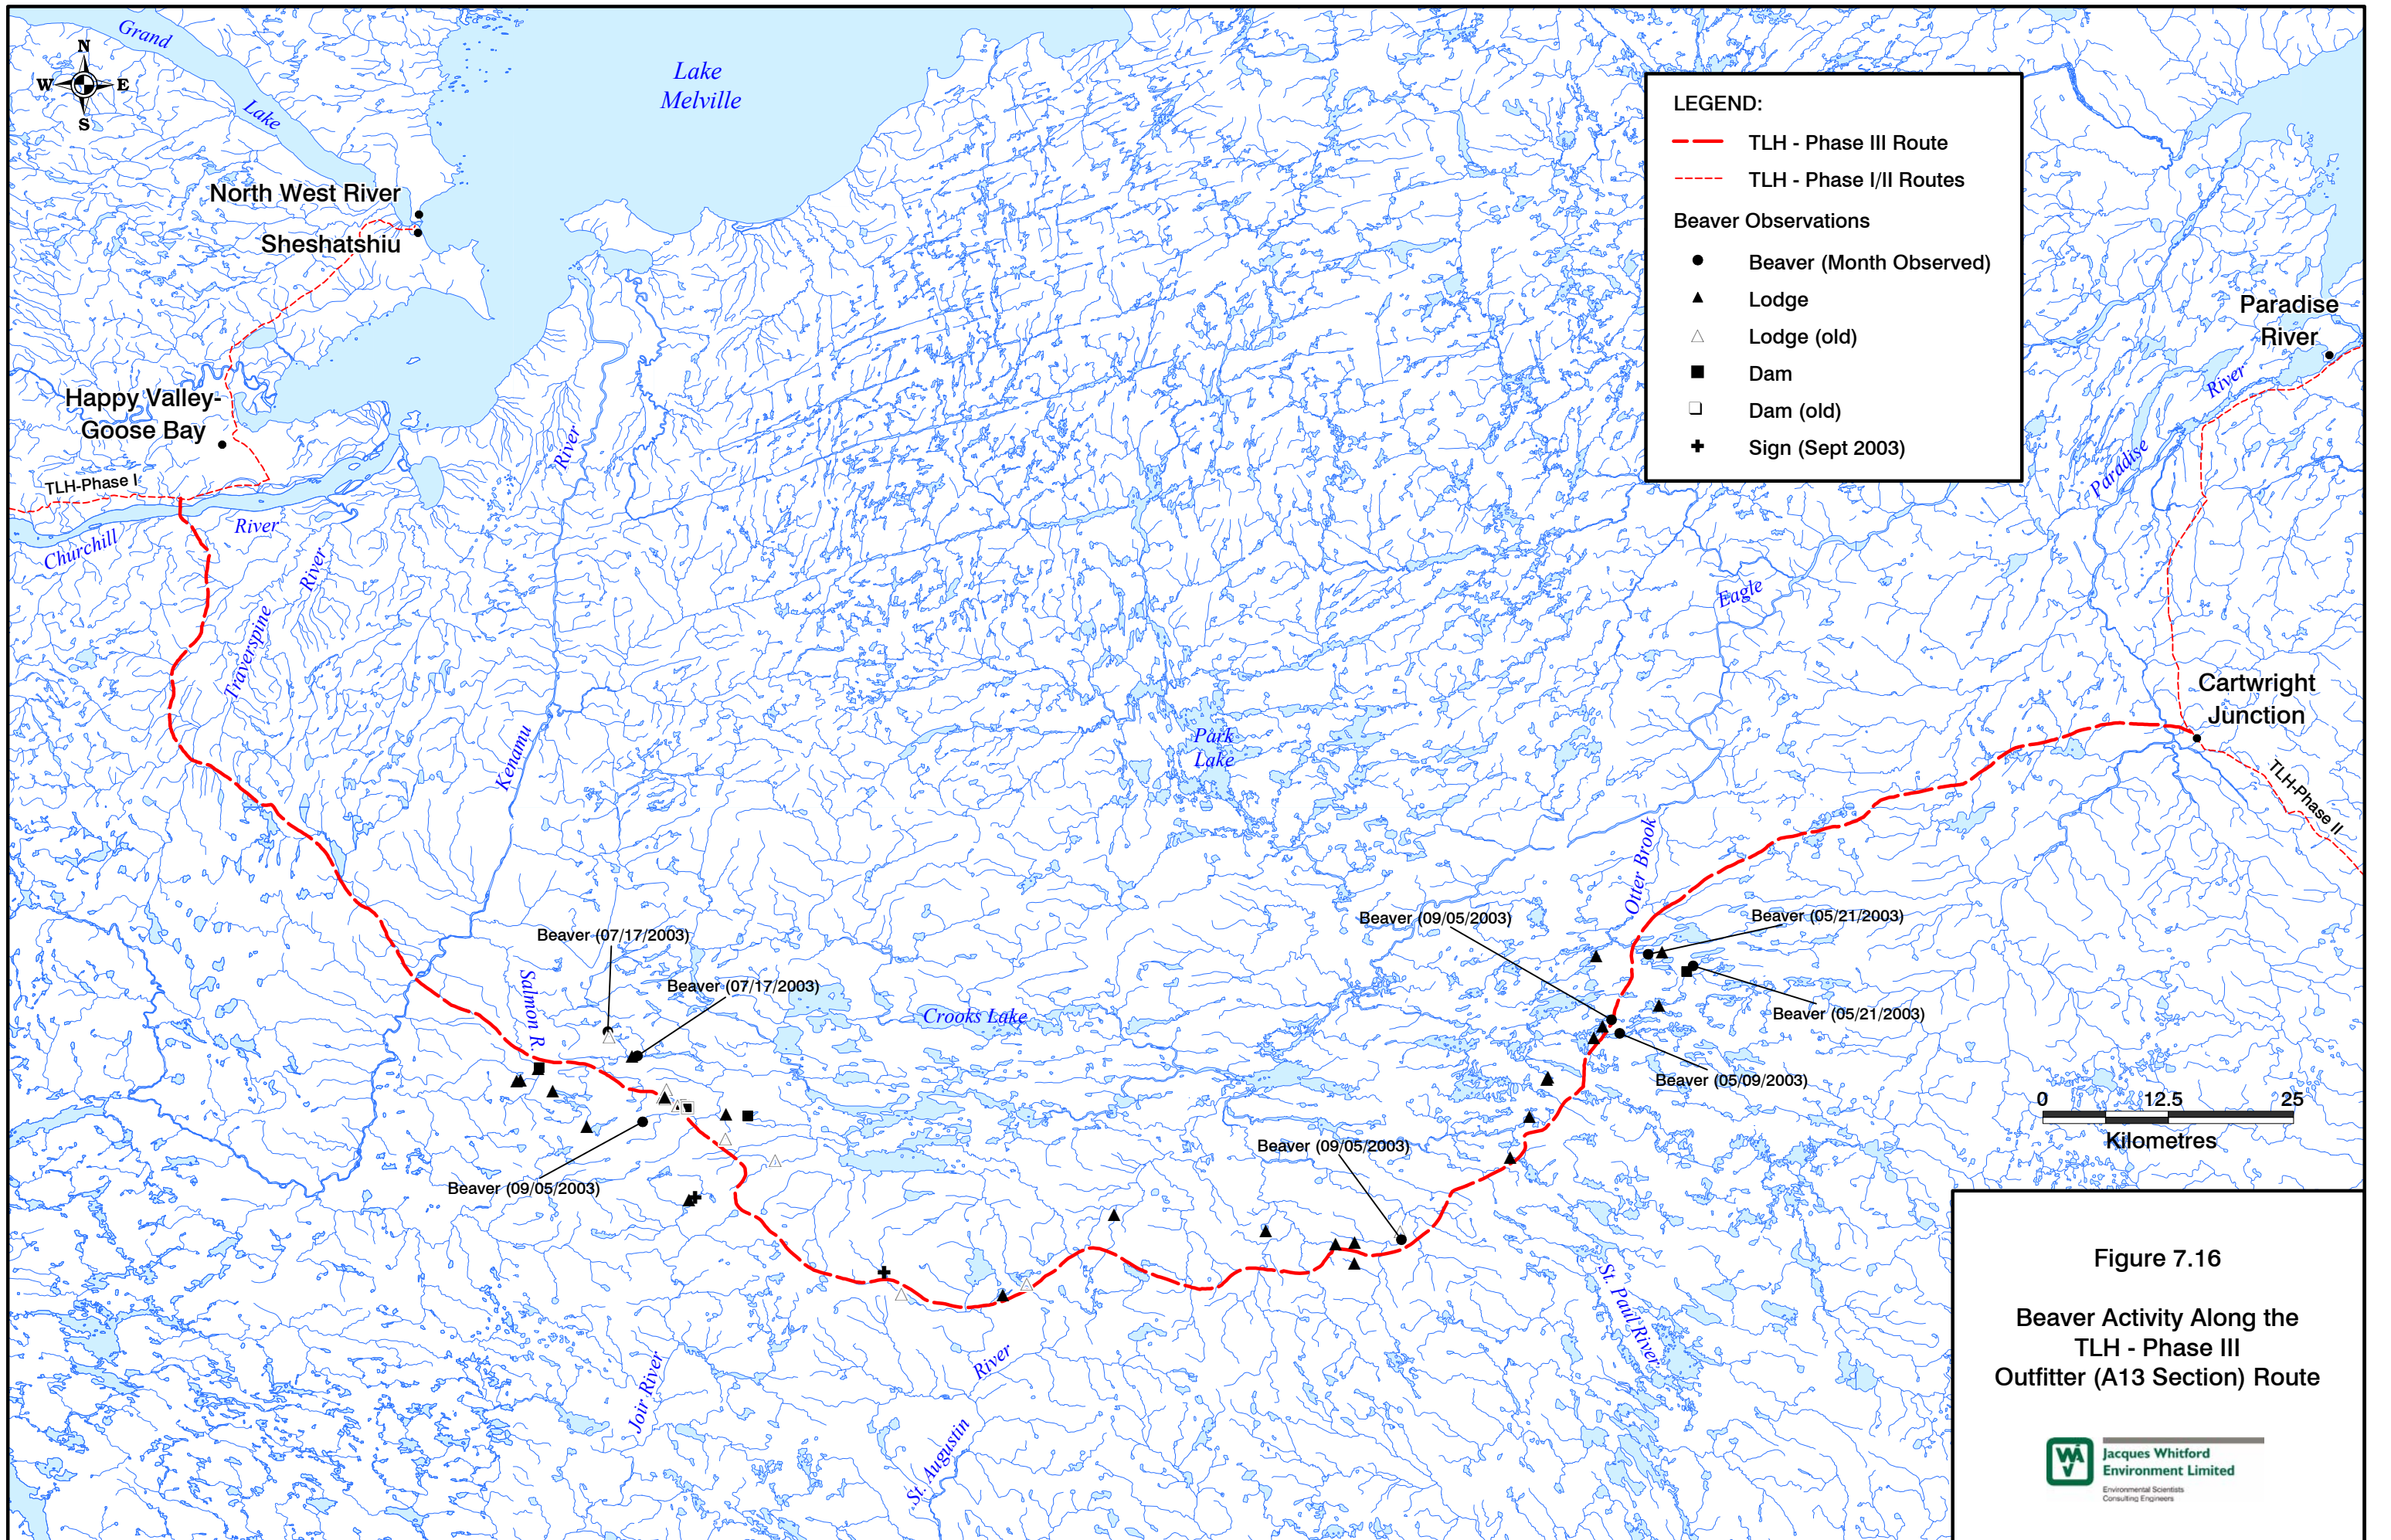 Grand
Lake
N
W
E
S
Lake
Melville
North West River
Sheshatshiu
Happy Valley-
Goose Bay
TLH-Phase I
Churchill
River
Traverspine
River
Kenanu
River
LEGEND:
TLH - Phase III Route
TLH - Phase I/II Routes
Beaver Observations
Beaver (Month Observed)
Lodge
Lodge (old)
Dam
Dam (old)
Sign (Sept 2003)
Paradise
River
Paradise
River
Eagle
Cartwright
Junction
TLH-Phase II
Park
Lake
Otter Brook
Beaver (09/05/2003)
Beaver (05/21/2003)
Beaver (05/21/2003)
Beaver (05/09/2003)
Beaver (07/17/2003)
Beaver (07/17/2003)
Salmon R.
Crooks Lake
Beaver (09/05/2003)
Beaver (09/05/2003)
0 12.5 25
Kilometres
St. Paul River
Joir River
St. Augustin
River
Figure 7.16
Beaver Activity Along the
TLH - Phase III
Outfitter (A13 Section) Route
Jacques Whitford
Environment Limited
Environmental Scientists
Consulting Engineers